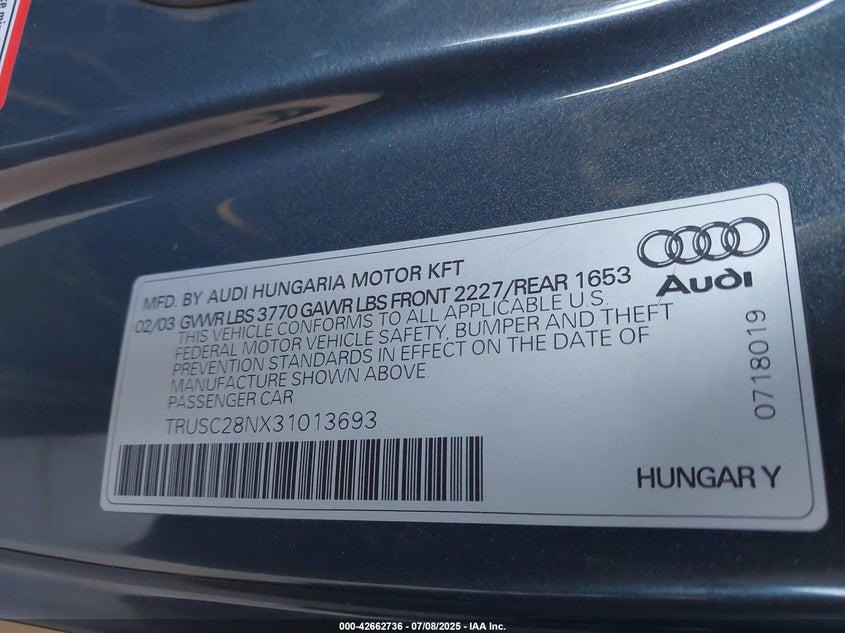 MFD. BY AUDI HUNGARIA MOTOR KFT
02/03 GVWR LBS 3770 GAWR LBS FRONT 2227/REAR 1653
THIS VEHICLE CONFORMS TO ALL APPLICABLE U.S.
FEDERAL MOTOR VEHICLE SAFETY, BUMPER AND THEFT
PREVENTION STANDARDS IN EFFECT ON THE DATE OF
MANUFACTURE SHOWN ABOVE
PASSENGER CAR
TRUSC28NX31013693
Audi
0718019
HUNGARY
000-42662736 - 07/08/2025 - IAA Inc.